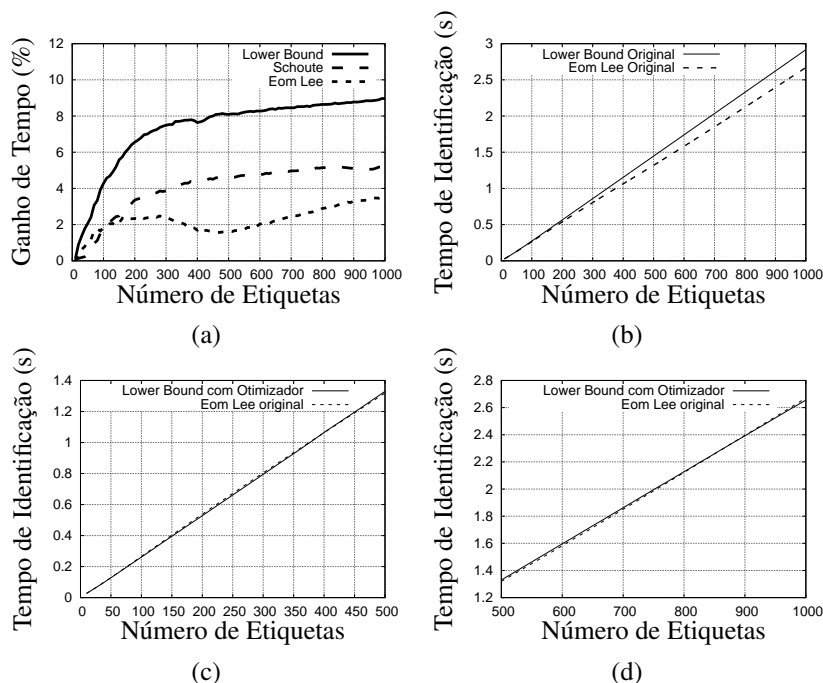 Ganho de Tempo (%)
12
10
8
6
4
2
0
Lower Bound
Schoute
Eom Lee
0 100 200 300 400 500 600 700 800 900 1000
Número de Etiquetas
(a)
Tempo de Identificação (s)
3
2.5
2
1.5
1
0.5
0
Lower Bound Original
Eom Lee Original
0 100 200 300 400 500 600 700 800 900 1000
Número de Etiquetas
(b)
Tempo de Identificação (s)
1.4
1.2
1
0.8
0.6
0.4
0.2
0
Lower Bound com Otimizador
Eom Lee original
0 50 100 150 200 250 300 350 400 450 500
Número de Etiquetas
(c)
Tempo de Identificação (s)
2.8
2.6
2.4
2.2
2
1.8
1.6
1.4
1.2
Lower Bound com Otimizador
Eom Lee original
500 600 700 800 900 1000
Número de Etiquetas
(d)